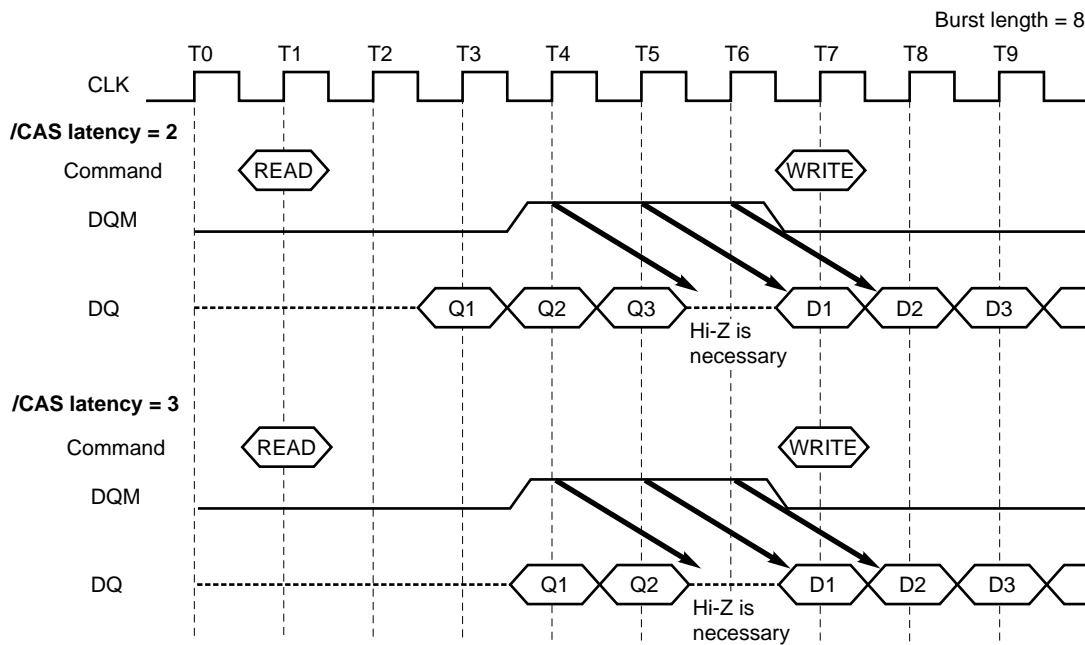 Burst length = 8
T0 T1 T2 T3 T4 T5 T6 T7 T8 T9
CLK
/CAS latency = 2
Command READ WRITE
DQM
DQ Q1 Q2 Q3 D1 D2 D3
Hi-Z is
necessary
/CAS latency = 3
Command READ WRITE
DQM
DQ Q1 Q2 D1 D2 D3
Hi-Z is
necessary